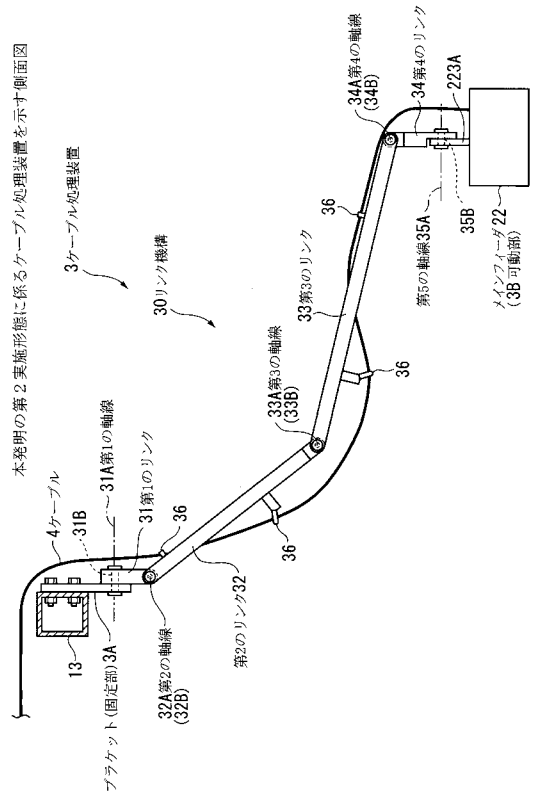 本発明の第2実施形態に係るケーブル処理装置を示す側面図
3ケーブル処理装置
30リンク機構
4ケーブル
31B
31A第1の軸線
31第1のリンク
36
13
ブラケット(固定部)3A
32A第2の軸線
(32B)
第2のリンク32
36
33A第3の軸線
(33B)
33第3のリンク
36
36
34A第4の軸線
(34B)
34第4のリンク
223A
第5の軸線35A
35B
メインフィーダ22
(3B可動部)